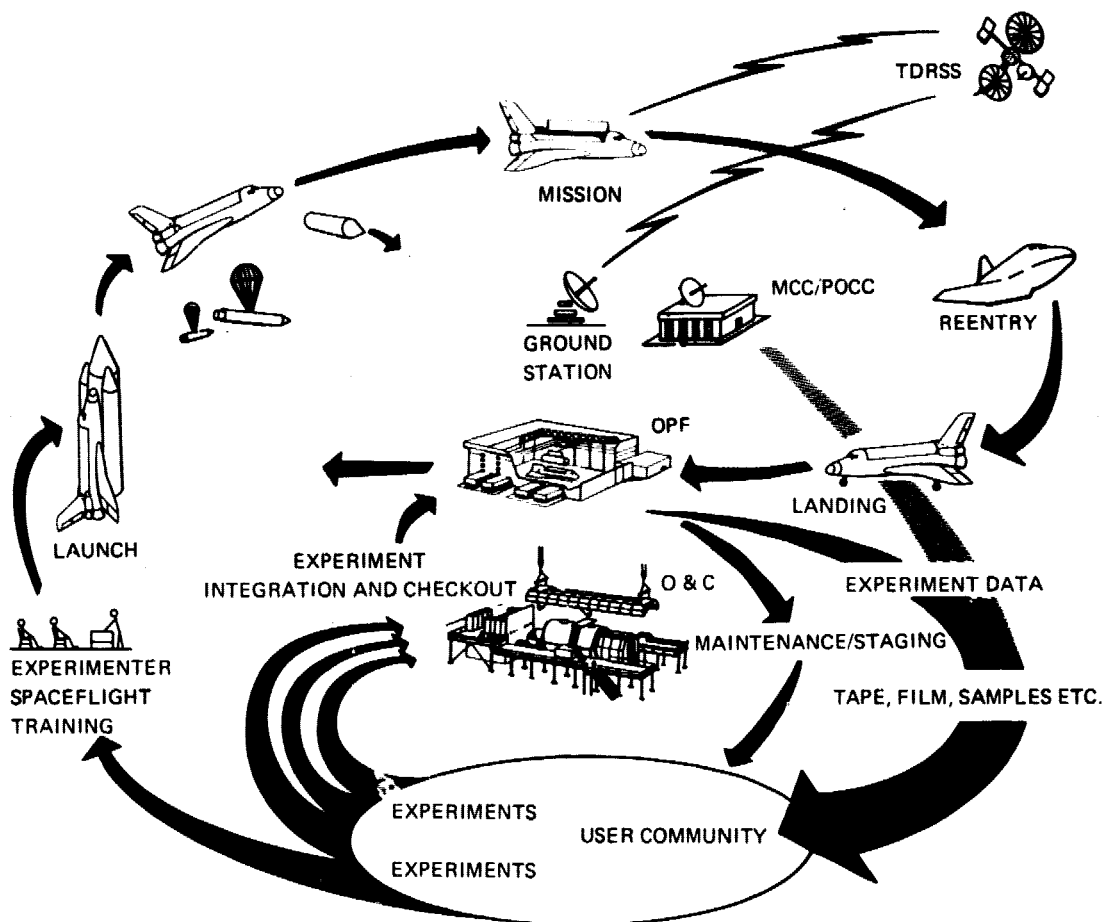 TDRSS
MISSION
MCC/POCC
REENTRY
GROUND
STATION
OPF
LANDING
LAUNCH
EXPERIMENT
INTEGRATION AND CHECKOUT
O & C
EXPERIMENT DATA
MAINTENANCE/STAGING
EXPERIMENTER
SPACEFLIGHT
TRAINING
TAPE, FILM, SAMPLES ETC.
EXPERIMENTS
USER COMMUNITY
EXPERIMENTS